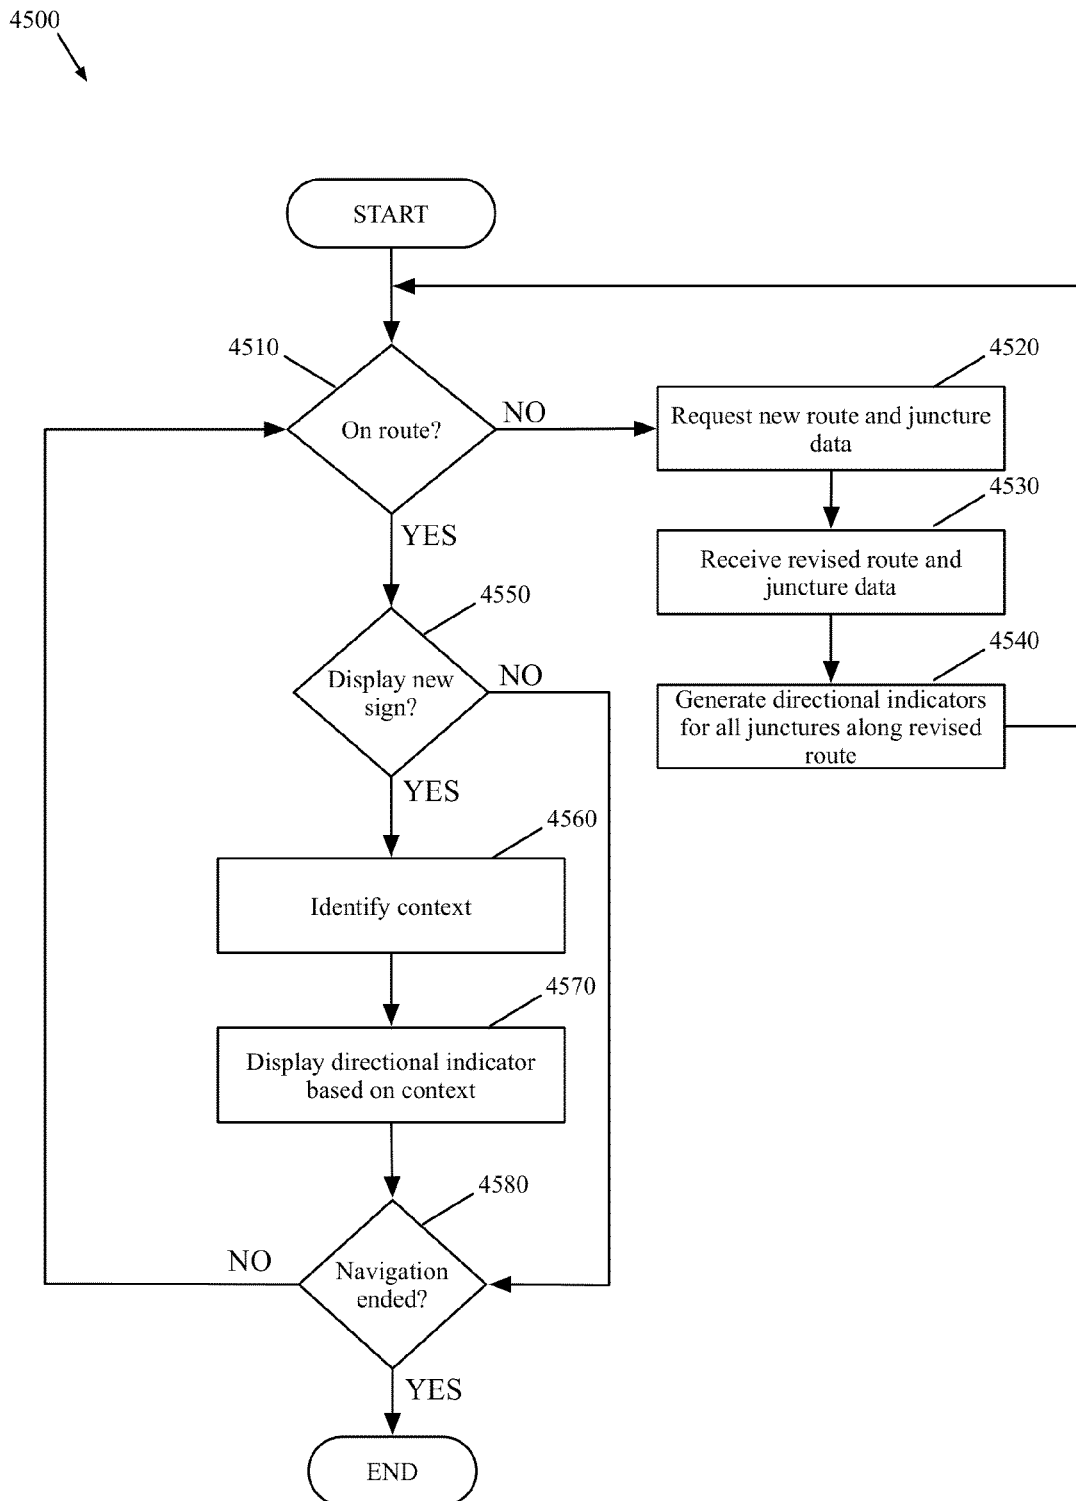 4500
START
4510
On route?
NO
4520
Request new route and juncture
data
4530
Receive revised route and
juncture data
4540
Generate directional indicators
for all junctures along revised
route
YES
4550
Display new
sign?
NO
YES
4560
Identify context
4570
Display directional indicator
based on context
4580
Navigation
ended?
NO
YES
END